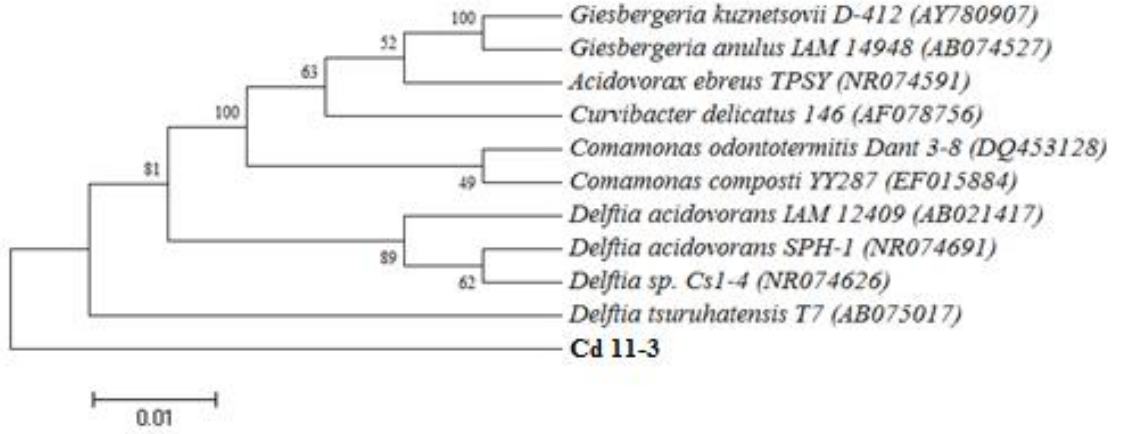 100
Giesbergeria kuznetsovii D-412 (AY780907)
52
Giesbergeria anulus IAM 14948 (AB074527)
63
Acidovorax ebreus TPSY (NR074591)
100
Curvibacter delicatus 146 (AF078756)
Comamonas odontotermitis Dant 3-8 (DQ453128)
81
49
Comamonas composti YY287 (EF015884)
Delftia acidovorans IAM 12409 (AB021417)
89
Delftia acidovorans SPH-1 (NR074691)
62
Delftia sp. Cs1-4 (NR074626)
Delftia tsuruhatensis T7 (AB075017)
Cd 11-3
0.01